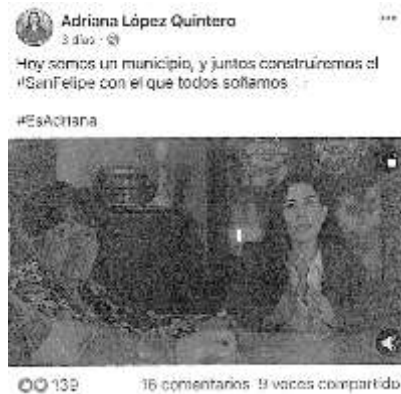 Adriana López Quintero
3 días
Hoy somos un municipio, y juntos construiremos el
#SanFelipe con el que todos soñamos
#EsAdriana
139
16 comentarios 9 veces compartido